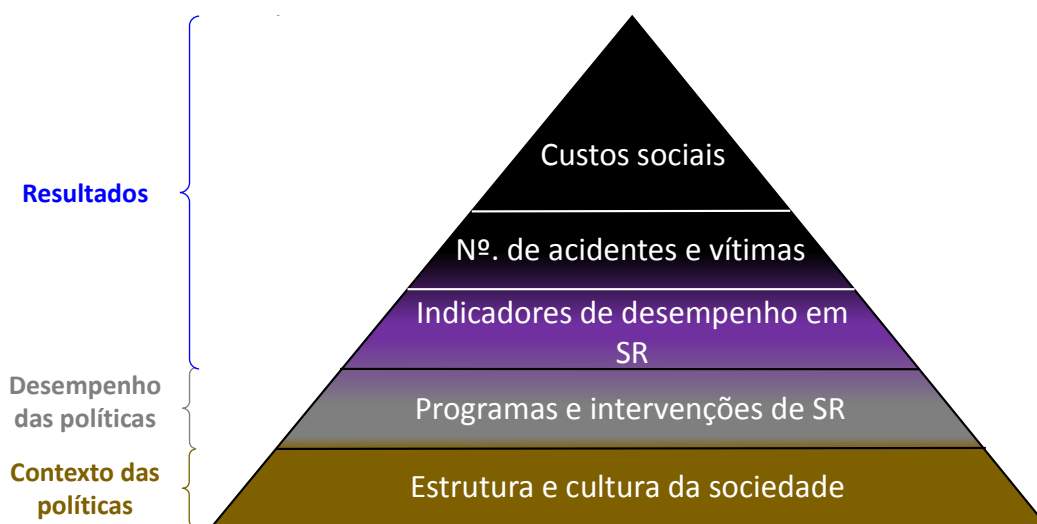 Custos sociais
Resultados
Nº. de acidentes e vítimas
Indicadores de desempenho em
SR
Desempenho
das políticas
Programas e intervenções de SR
Contexto das
políticas
Estrutura e cultura da sociedade